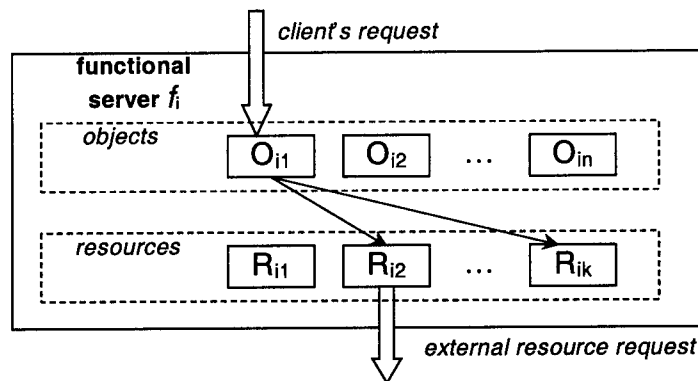 client's request
functional
server fi
objects
Oi1 Oi2 ... Oin
resources
Ri1 Ri2 ... Rik
external resource request